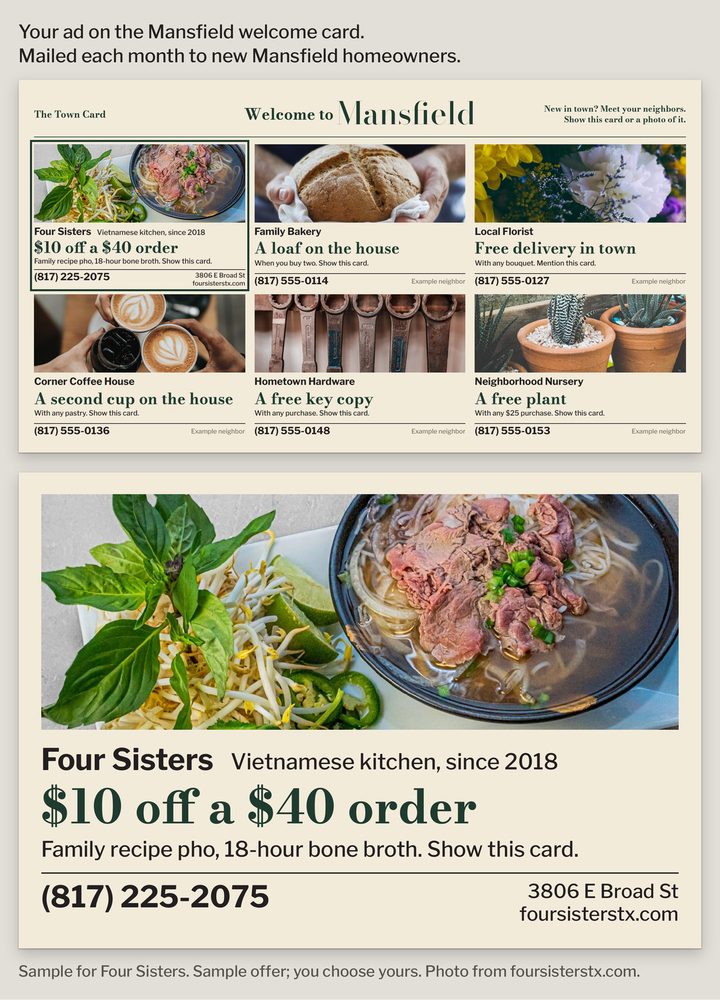 Your ad on the Mansfield welcome card.
Mailed each month to new Mansfield homeowners.
The Town Card
Welcome to Mansfield
New in town? Meet your neighbors.
Show this card or a photo of it.
Four Sisters Vietnamese kitchen, since 2018
$10 off a $40 order
Family recipe pho, 18-hour bone broth. Show this card.
(817) 225-2075
3806 E Broad St
foursisterstx.com
Family Bakery
A loaf on the house
When you buy two. Show this card.
(817) 555-0114 Example neighbor
Local Florist
Free delivery in town
With any bouquet. Mention this card.
(817) 555-0127 Example neighbor
Corner Coffee House
A second cup on the house
With any pastry. Show this card.
(817) 555-0136 Example neighbor
Hometown Hardware
A free key copy
With any purchase. Show this card.
(817) 555-0148 Example neighbor
Neighborhood Nursery
A free plant
With any $25 purchase. Show this card.
(817) 555-0153 Example neighbor
Four Sisters Vietnamese kitchen, since 2018
$10 off a $40 order
Family recipe pho, 18-hour bone broth. Show this card.
(817) 225-2075
3806 E Broad St
foursisterstx.com
Sample for Four Sisters. Sample offer; you choose yours. Photo from foursisterstx.com.